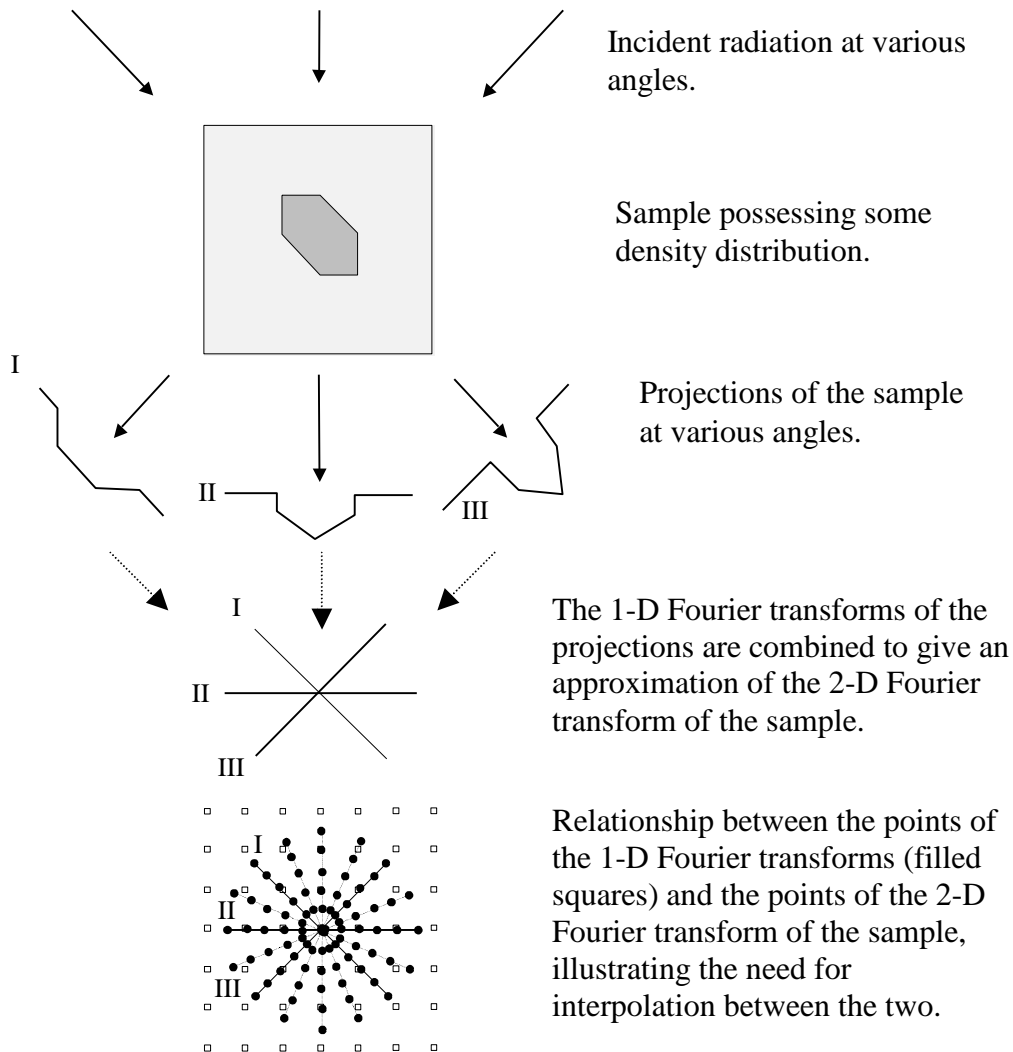 Incident radiation at various
angles.
Sample possessing some
density distribution.
I
Projections of the sample
at various angles.
II
III
I
The 1-D Fourier transforms of the
projections are combined to give an
II
approximation of the 2-D Fourier
transform of the sample.
III
Relationship between the points of
I
the 1-D Fourier transforms (filled
squares) and the points of the 2-D
II
Fourier transform of the sample,
illustrating the need for
III
interpolation between the two.